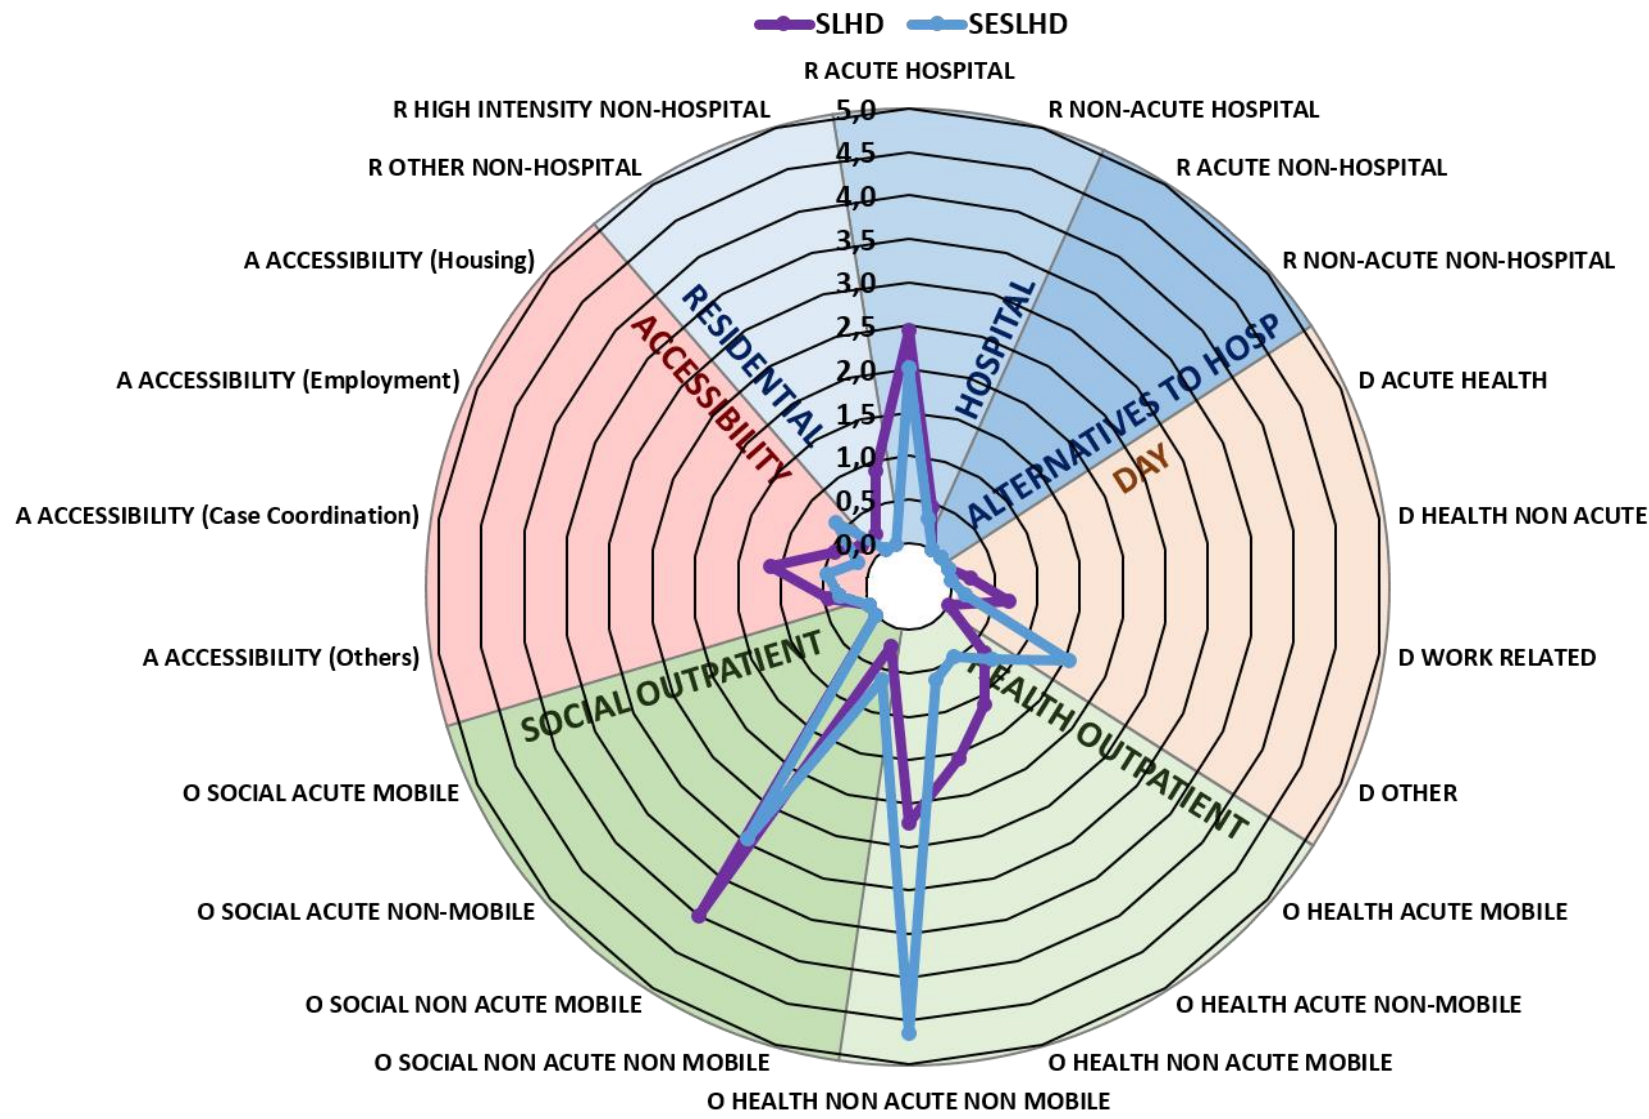 SLHD SESLHD
R ACUTE HOSPITAL
R HIGH INTENSITY NON-HOSPITAL
R NON-ACUTE HOSPITAL
R OTHER NON-HOSPITAL
R ACUTE NON-HOSPITAL
A ACCESSIBILITY (Housing)
R NON-ACUTE NON-HOSPITAL
A ACCESSIBILITY (Employment)
D ACUTE HEALTH
A ACCESSIBILITY (Case Coordination)
D HEALTH NON ACUTE
A ACCESSIBILITY (Others)
D WORK RELATED
O SOCIAL ACUTE MOBILE
D OTHER
O SOCIAL ACUTE NON-MOBILE
O HEALTH ACUTE MOBILE
O SOCIAL NON ACUTE MOBILE
O HEALTH ACUTE NON-MOBILE
O SOCIAL NON ACUTE NON MOBILE
O HEALTH NON ACUTE MOBILE
O HEALTH NON ACUTE NON MOBILE
5,0
4,5
4,0
3,5
3,0
2,5
2,0
1,5
1,0
0,5
0,0
RESIDENTIAL
HOSPITAL
ALTERNATIVES TO HOSP
DAY
HEALTH OUTPATIENT
SOCIAL OUTPATIENT
ACCESSIBILITY